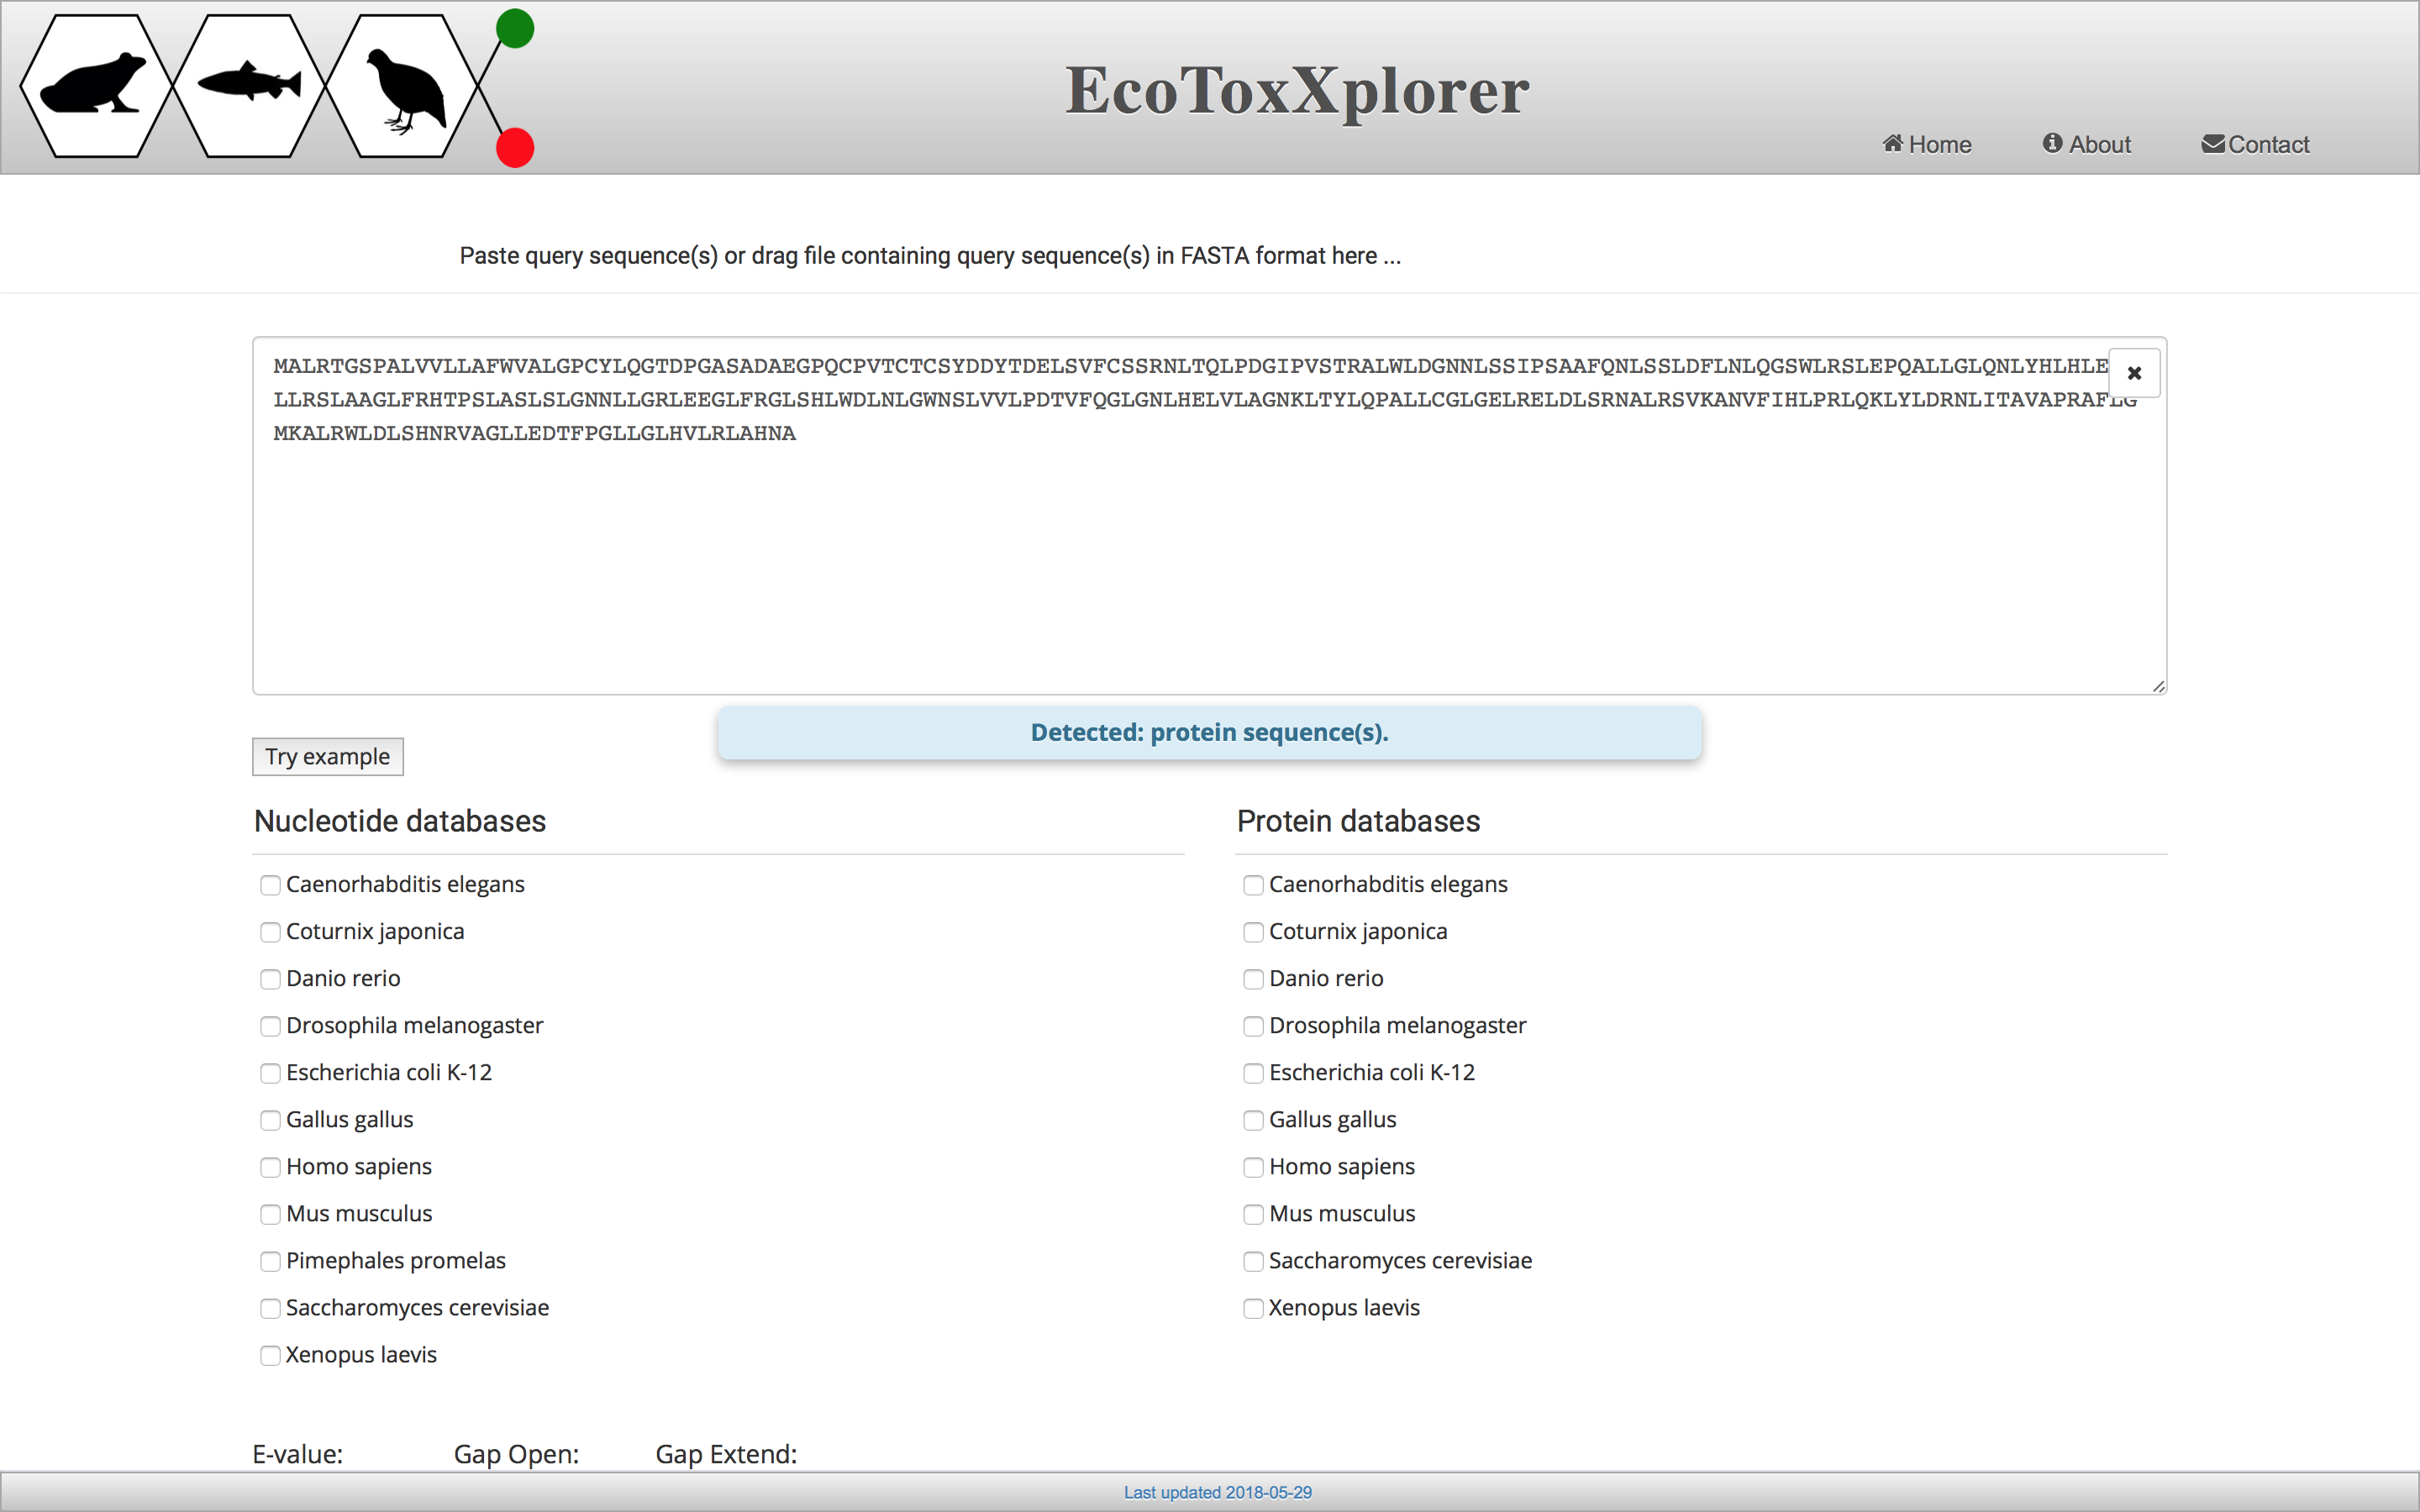 EcoToxXplorer
Home About Contact
Paste query sequence(s) or drag file containing query sequence(s) in FASTA format here ...
MALRTGSPALVVLLAFWVALGPCYLQGTDPGASADAEGPQCPVTCTCSYDDYTDELSVFCSSRNLTQLPDGIPVSTRALWLDGNNLSSIPSAAFQNLSSLDFLNLQGSWLRSLEPQALLGLQNLYHLHLE
LLRSLAAGLFRHTPSLASLSLGNNLLGRLEEGLFRGLSHLWDLNLGWNSLVVLPDTVFQGLGNLHELVLAGNKLTYLQPALLCGLGELRELDLSRNALRSVKANVFIHLPRLQKLYLDRNLITAVAPRAFLG
MKALRWLDLSHNRVAGLLEDTFPGLLGLHVLRLAHNA
Detected: protein sequence(s).
Try example
Nucleotide databases
Caenorhabditis elegans
Coturnix japonica
Danio rerio
Drosophila melanogaster
Escherichia coli K-12
Gallus gallus
Homo sapiens
Mus musculus
Pimephales promelas
Saccharomyces cerevisiae
Xenopus laevis
Protein databases
Caenorhabditis elegans
Coturnix japonica
Danio rerio
Drosophila melanogaster
Escherichia coli K-12
Gallus gallus
Homo sapiens
Mus musculus
Saccharomyces cerevisiae
Xenopus laevis
E-value: Gap Open: Gap Extend:
Last updated 2018-05-29